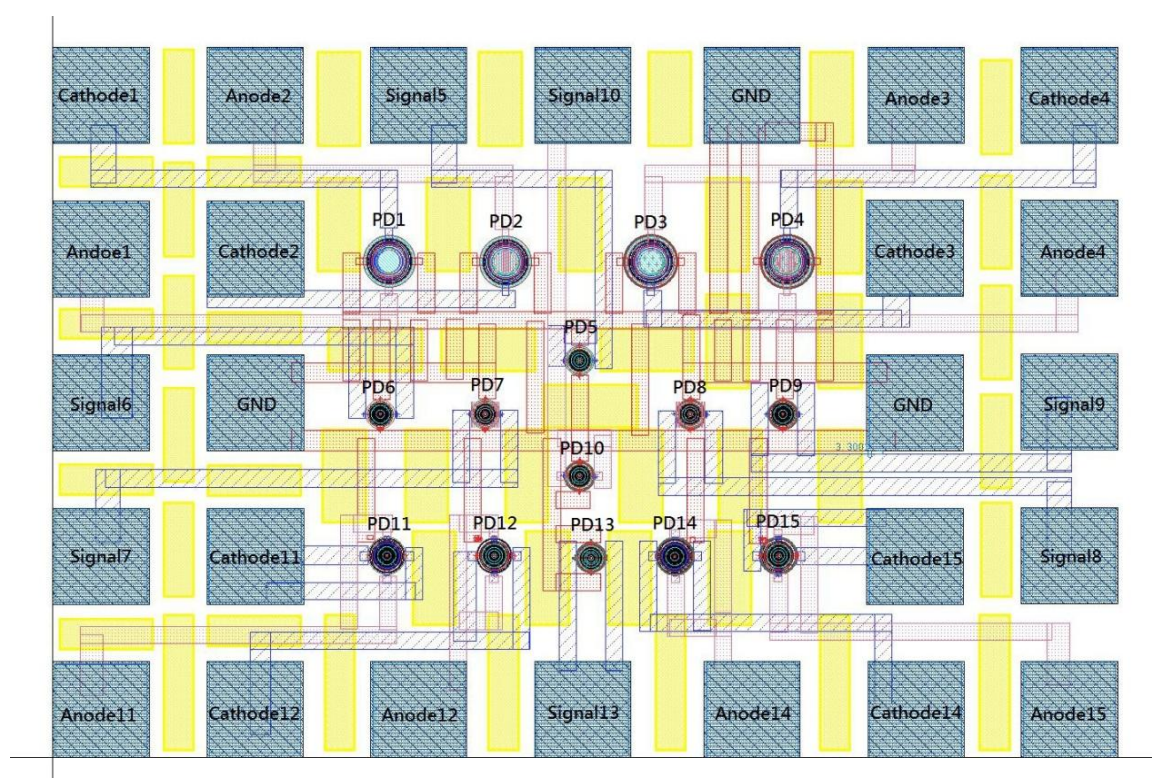 Cathode1 Anode2 Signal5 Signal10 GND Anode3 Cathode4
PD1 PD2 PD3 PD4
Andoe1 Cathode2 Cathode3 Anode4
PD5
PD6 PD7 PD8 PD9
Signal6 GND GND Signal9
3.300
PD10
PD11 PD12 PD13 PD14 PD15
Signal7 Cathode11 Cathode15 Signal8
Anode11 Cathode12 Anode12 Signal13 Anode14 Cathode14 Anode15